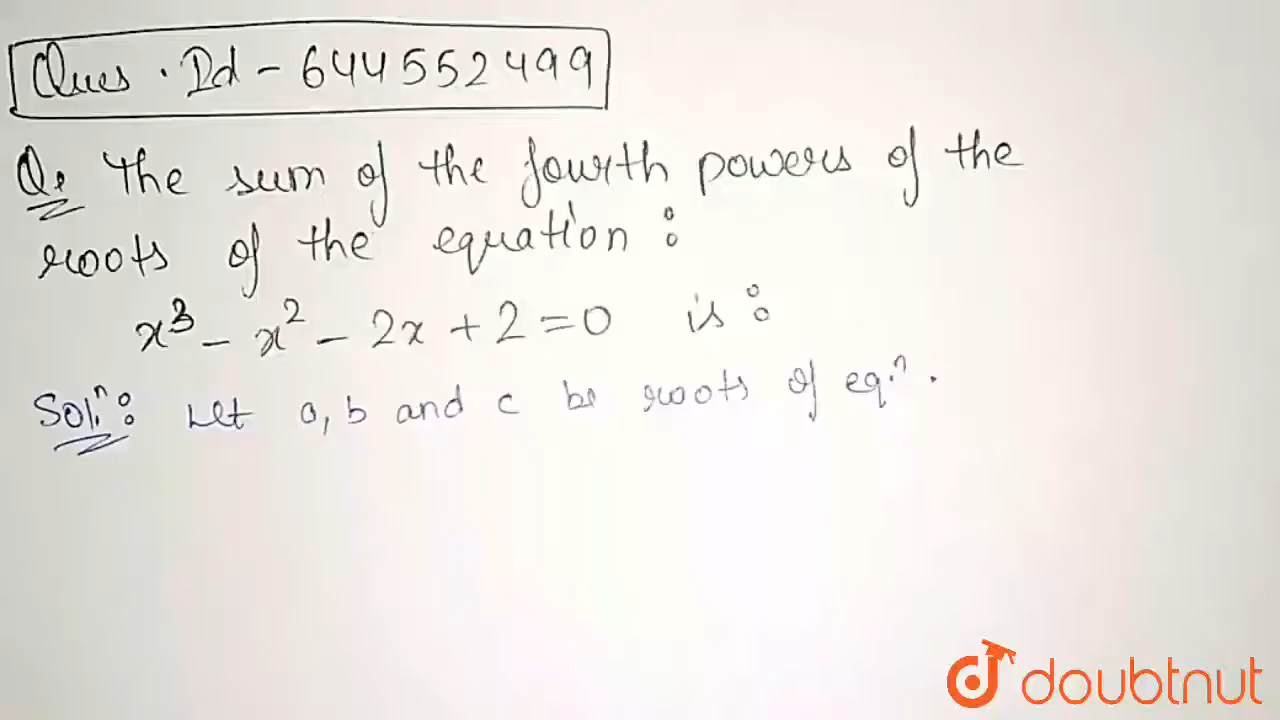 Ques . Id - 644552499
Q. The sum of the fourth powers of the
roots of the equation :
x³ - x² - 2x + 2 = 0 is :
Solⁿ : Let a, b and c be roots of eq.ⁿ.
doubtnut